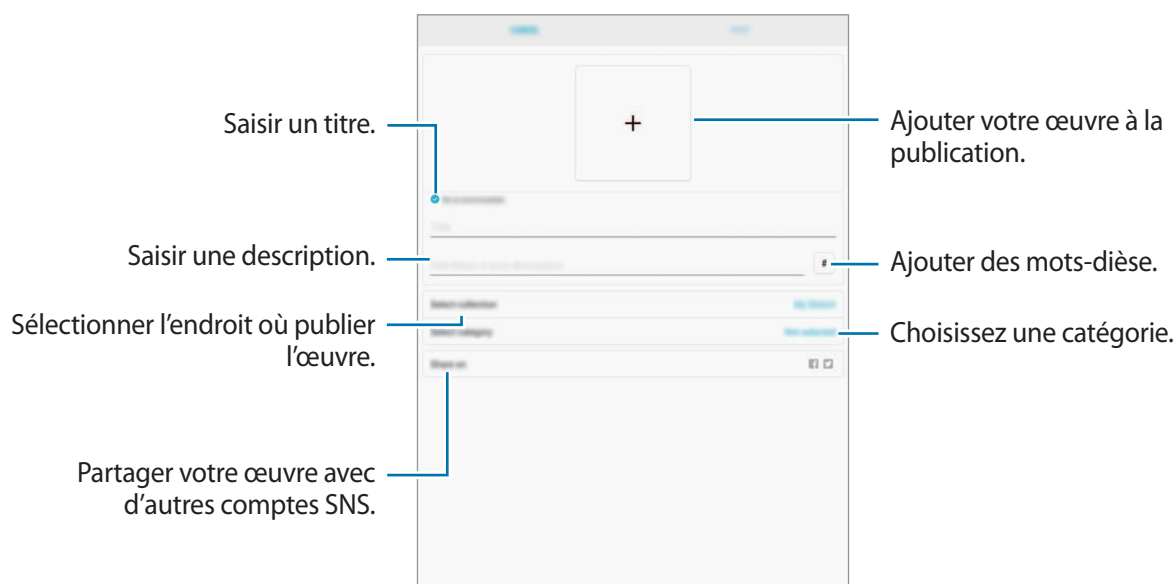 Saisir un titre.
Ajouter votre œuvre à la
publication.
Saisir une description.
#
Ajouter des mots-dièse.
Sélectionner l’endroit où publier
l’œuvre.
Choisissez une catégorie.
Partager votre œuvre avec
d’autres comptes SNS.